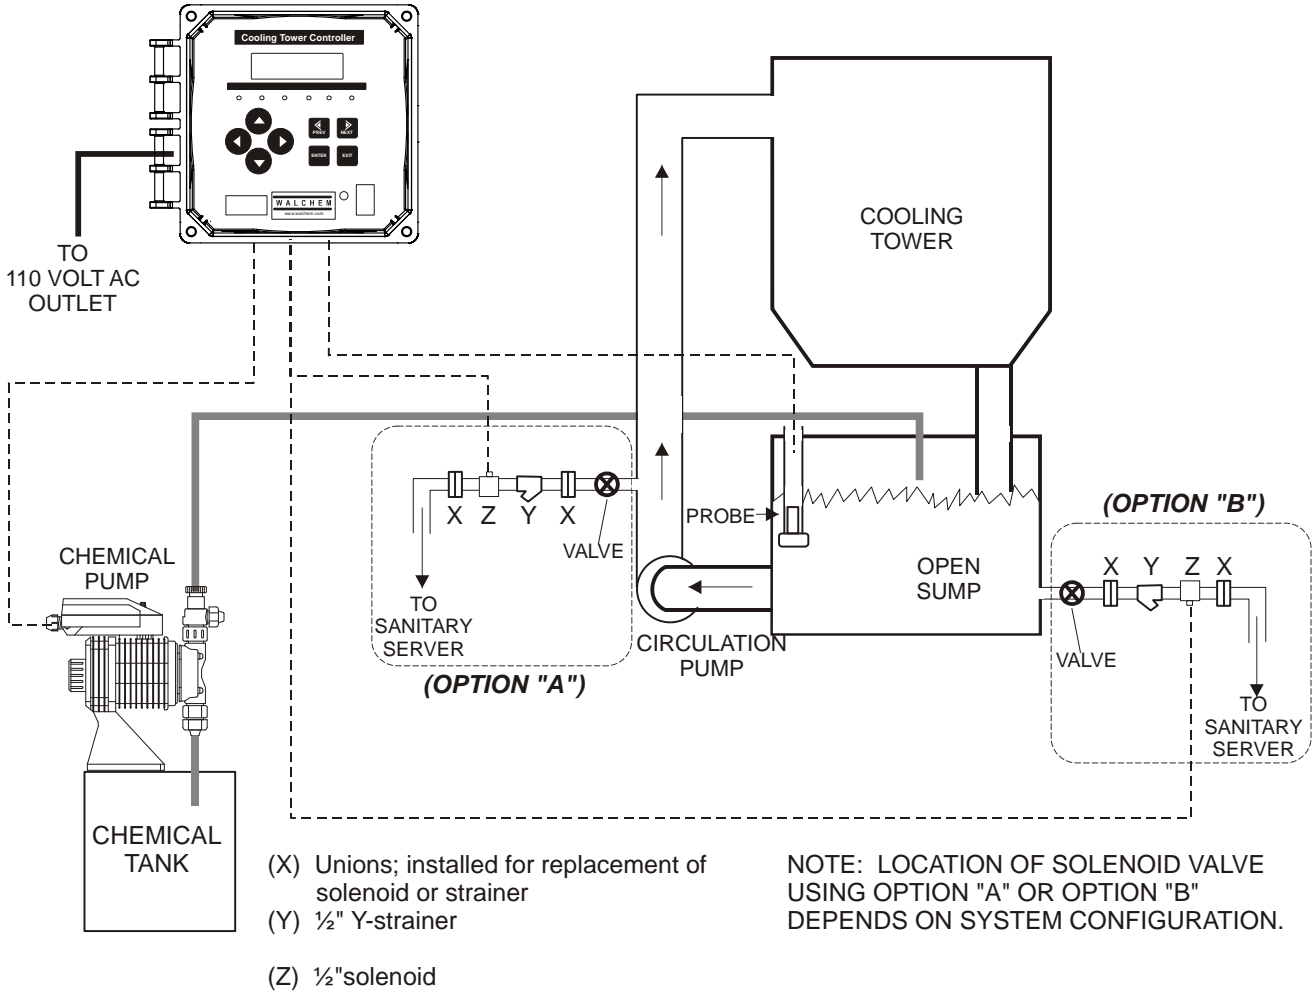 Cooling Tower Controller
PREV
NEXT
ENTER
EXIT
WALCHEM
www.walchem.com
TO
110 VOLT AC
OUTLET
COOLING
TOWER
X Z Y X
VALVE
PROBE
(OPTION "B")
OPEN
SUMP
X Y Z X
VALVE
TO
SANITARY
SERVER
CHEMICAL
PUMP
TO
SANITARY
SERVER
(OPTION "A")
CIRCULATION
PUMP
CHEMICAL
TANK
(X) Unions; installed for replacement of
solenoid or strainer
(Y) ½" Y-strainer
(Z) ½"solenoid
NOTE: LOCATION OF SOLENOID VALVE
USING OPTION "A" OR OPTION "B"
DEPENDS ON SYSTEM CONFIGURATION.